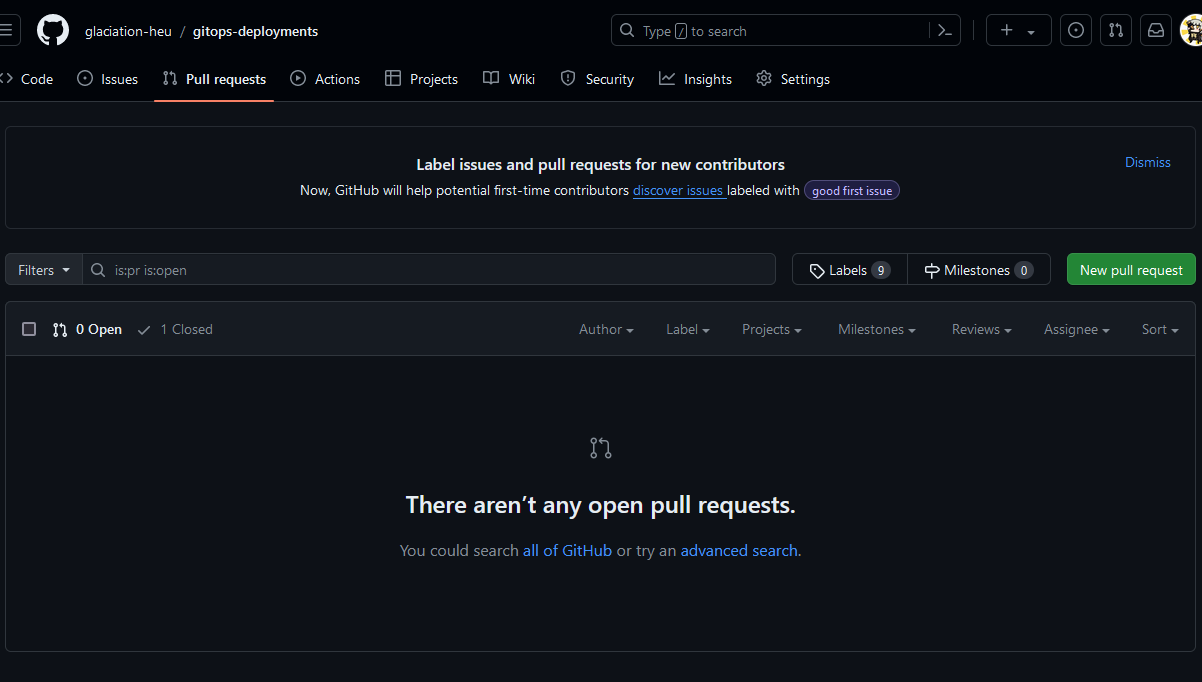 glaciation-heu / gitops-deployments
Type / to search
Code Issues Pull requests Actions Projects Wiki Security Insights Settings
Label issues and pull requests for new contributors
Dismiss
Now, GitHub will help potential first-time contributors discover issues labeled with good first issue
Filters is:pr is:open Labels 9 Milestones 0 New pull request
0 Open 1 Closed Author Label Projects Milestones Reviews Assignee Sort
There aren’t any open pull requests.
You could search all of GitHub or try an advanced search.